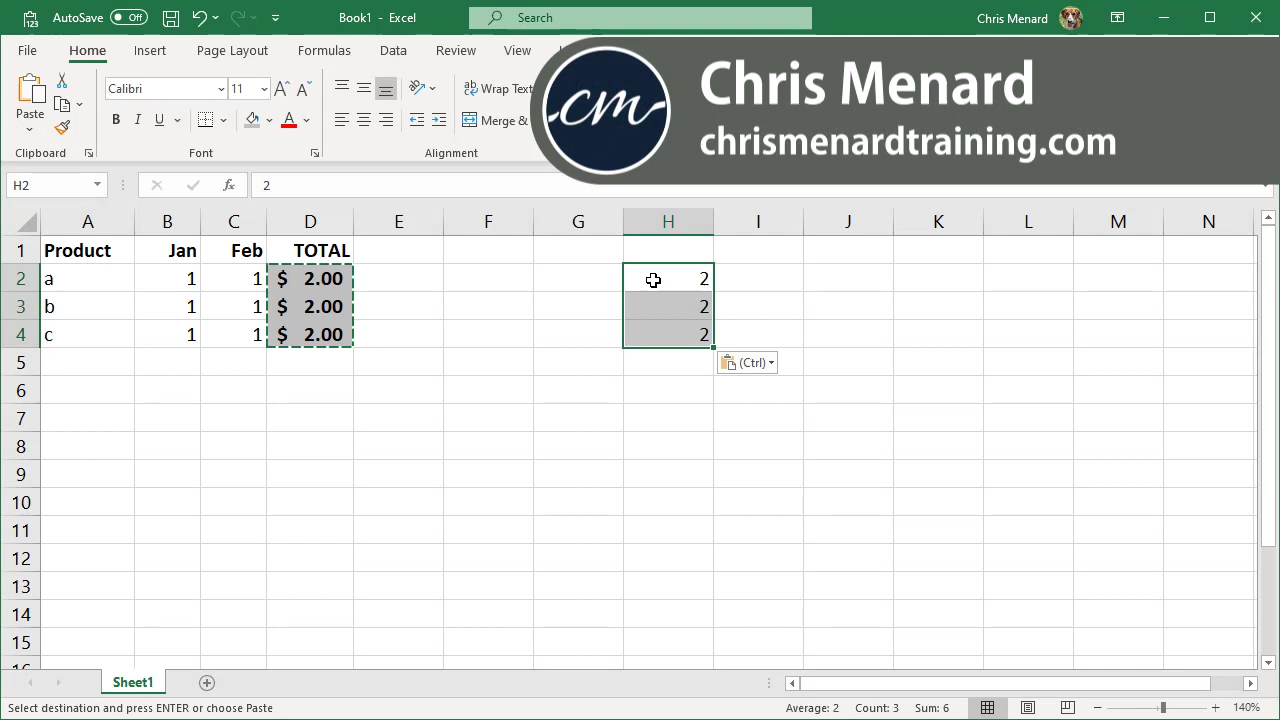 AutoSave Off Book1 - Excel Search Chris Menard
File Home Insert Page Layout Formulas Data Review View
Chris Menard
chrismenardtraining.com
Paste Calibri 11 Wrap Text
B I U A Merge &
Clipboard Font Alignment
H2 fx 2
A B C D E F G H I J K L M N
1 Product Jan Feb TOTAL
2 a 1 1 $ 2.00 2
3 b 1 1 $ 2.00 2
4 c 1 1 $ 2.00 2
5 (Ctrl)
6
7
8
9
10
11
12
13
14
15
Sheet1
Select destination and press ENTER or choose Paste Average: 2 Count: 3 Sum: 6 140%